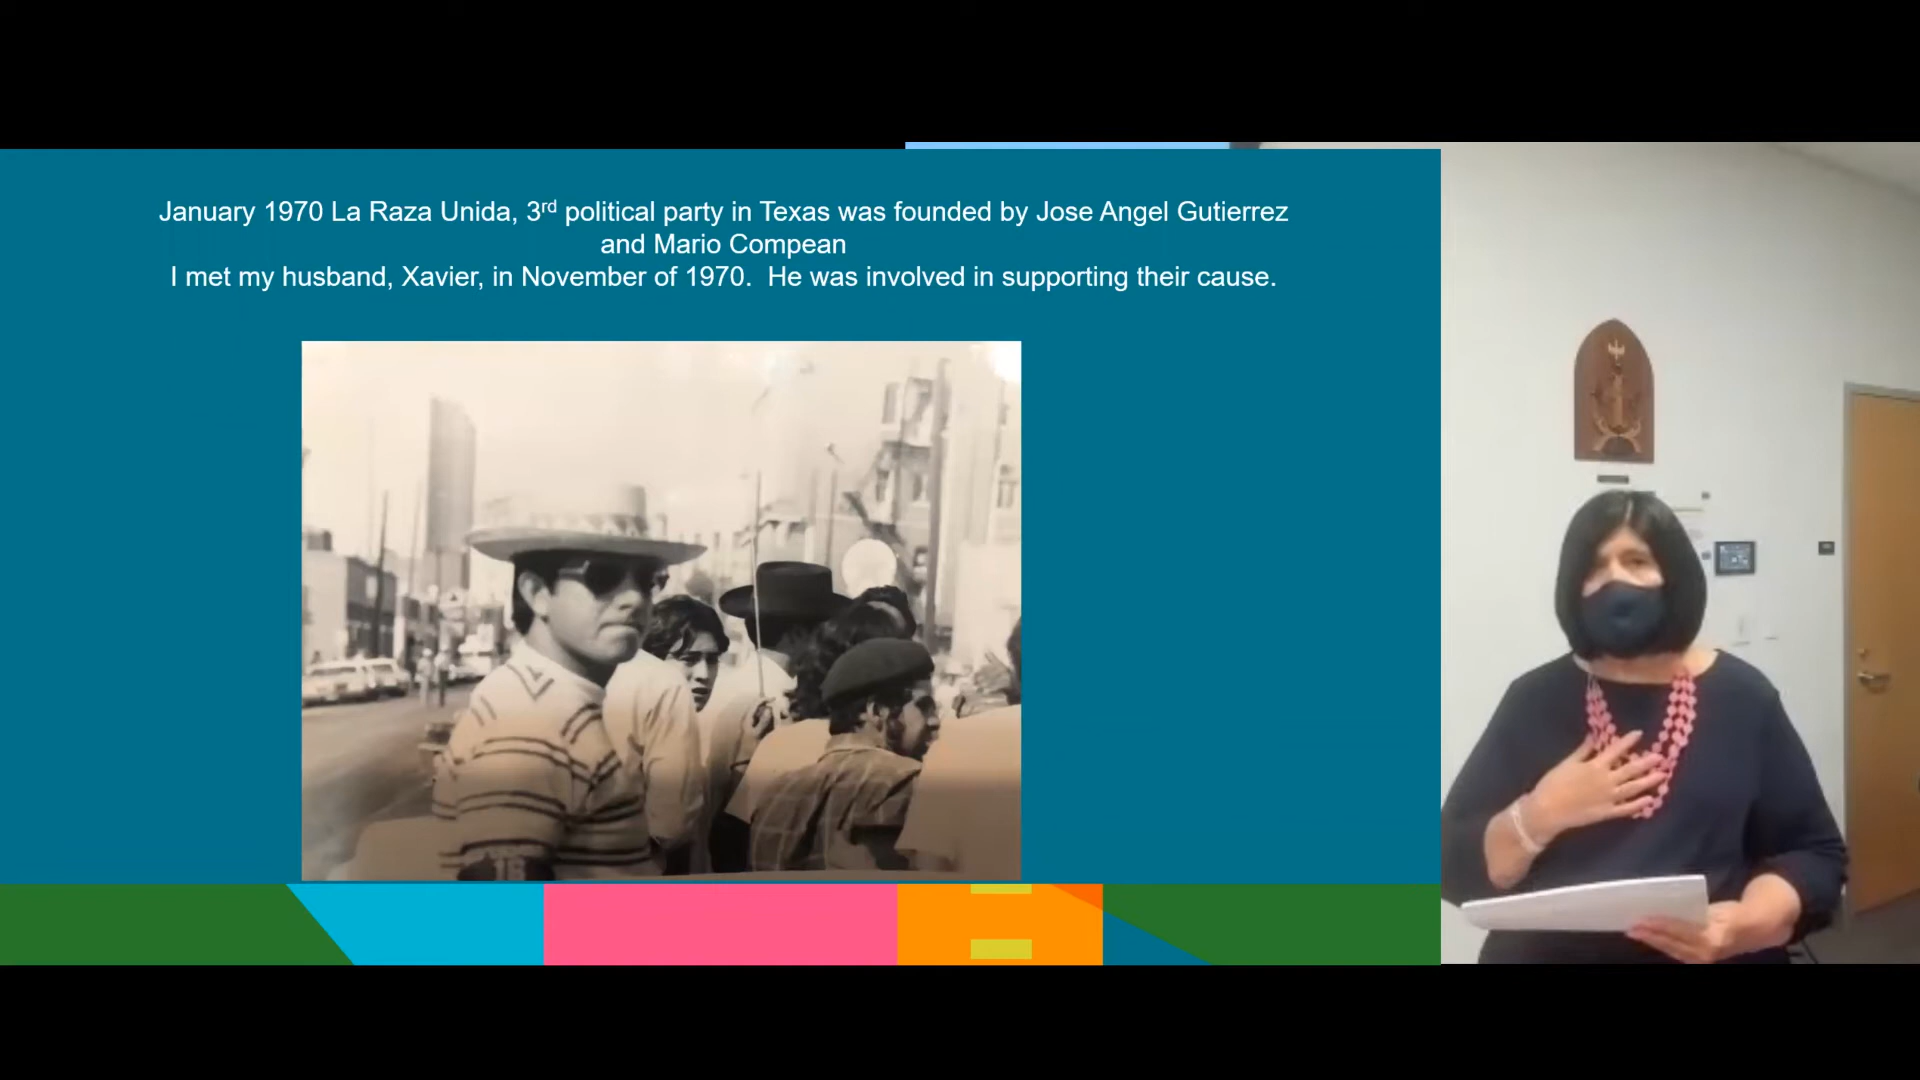 January 1970 La Raza Unida, 3rd political party in Texas was founded by Jose Angel Gutierrez
and Mario Compean
I met my husband, Xavier, in November of 1970.  He was involved in supporting their cause.